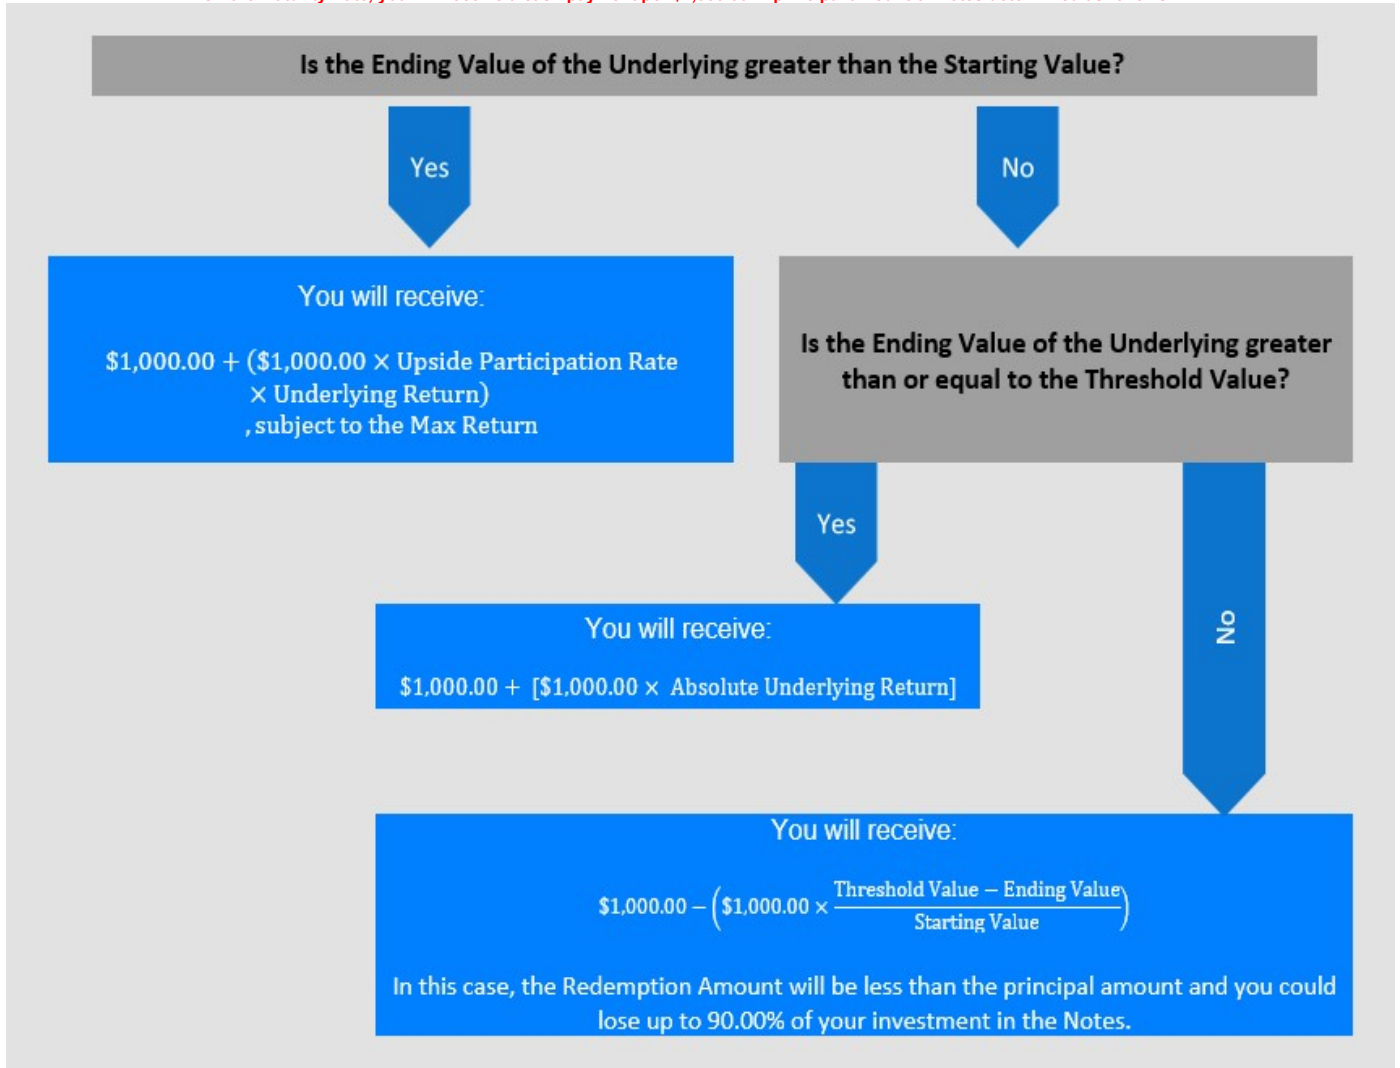 Is the Ending Value of the Underlying greater than the Starting Value?
Yes
No
You will receive:
$1,000.00 + ($1,000.00 × Upside Participation Rate
× Underlying Return)
, subject to the Max Return
Is the Ending Value of the Underlying greater
than or equal to the Threshold Value?
Yes
No
You will receive:
$1,000.00 + [$1,000.00 × Absolute Underlying Return]
You will receive:
$1,000.00 − ($1,000.00 × Threshold Value − Ending Value
Starting Value)
In this case, the Redemption Amount will be less than the principal amount and you could
lose up to 90.00% of your investment in the Notes.